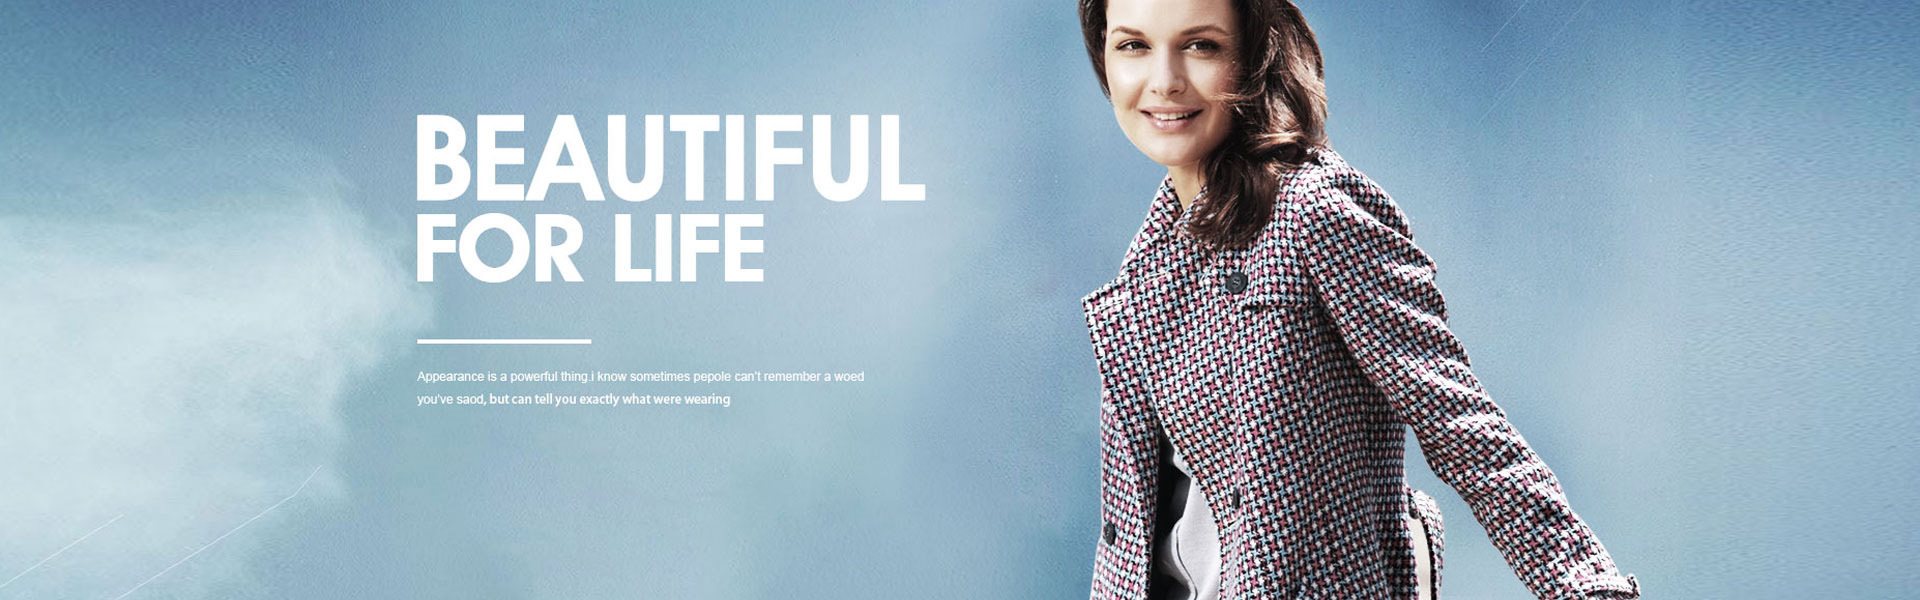 BEAUTIFUL
FOR LIFE
Appearance is a powerful thing.i know sometimes pepole can't remember a woed
you've saod, but can tell you exactly what were wearing